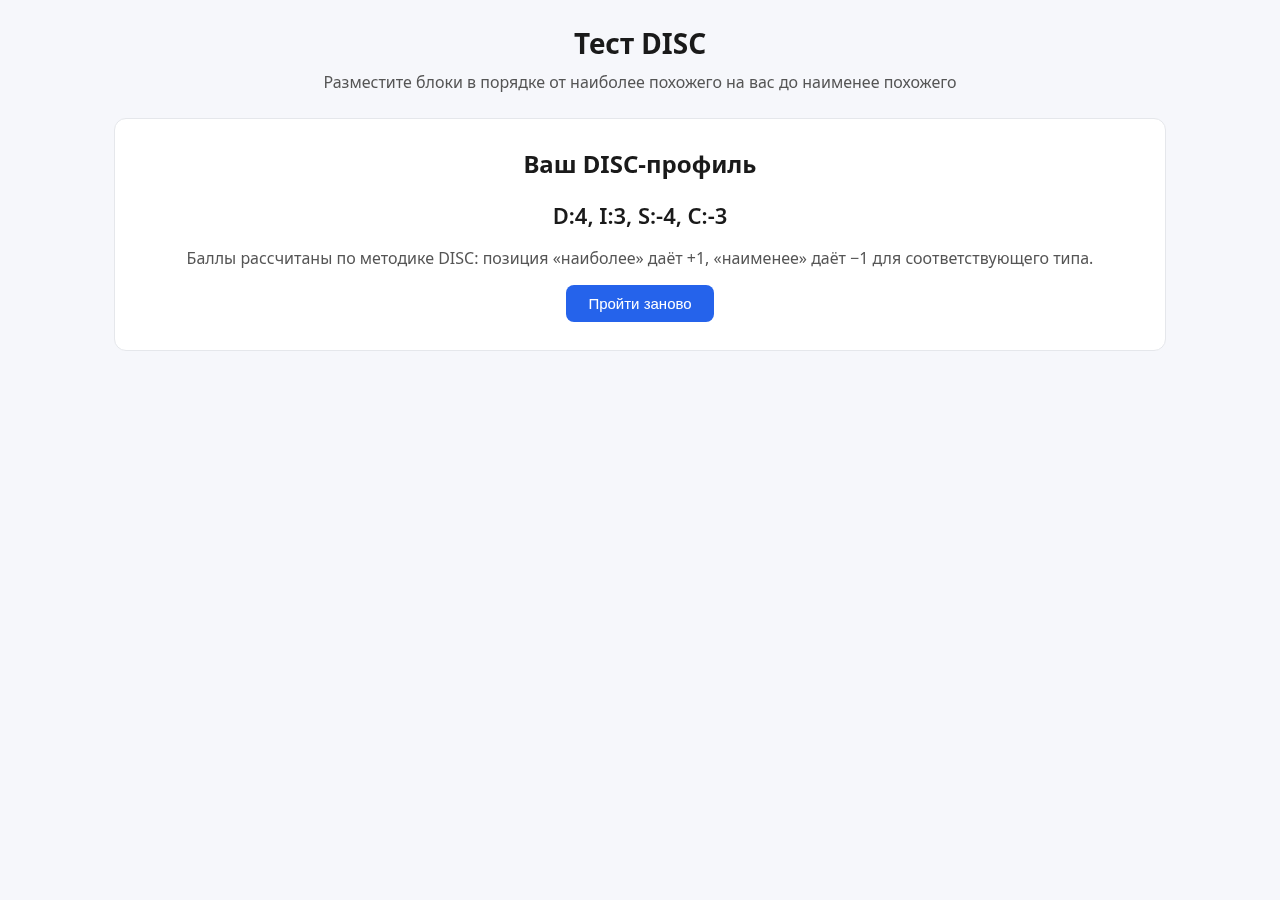 Тест DISC
Разместите блоки в порядке от наиболее похожего на вас до наименее похожего
Ваш DISC-профиль
D:4, I:3, S:-4, C:-3
Баллы рассчитаны по методике DISC: позиция «наиболее» даёт +1, «наименее» даёт −1 для соответствующего типа.
Пройти заново